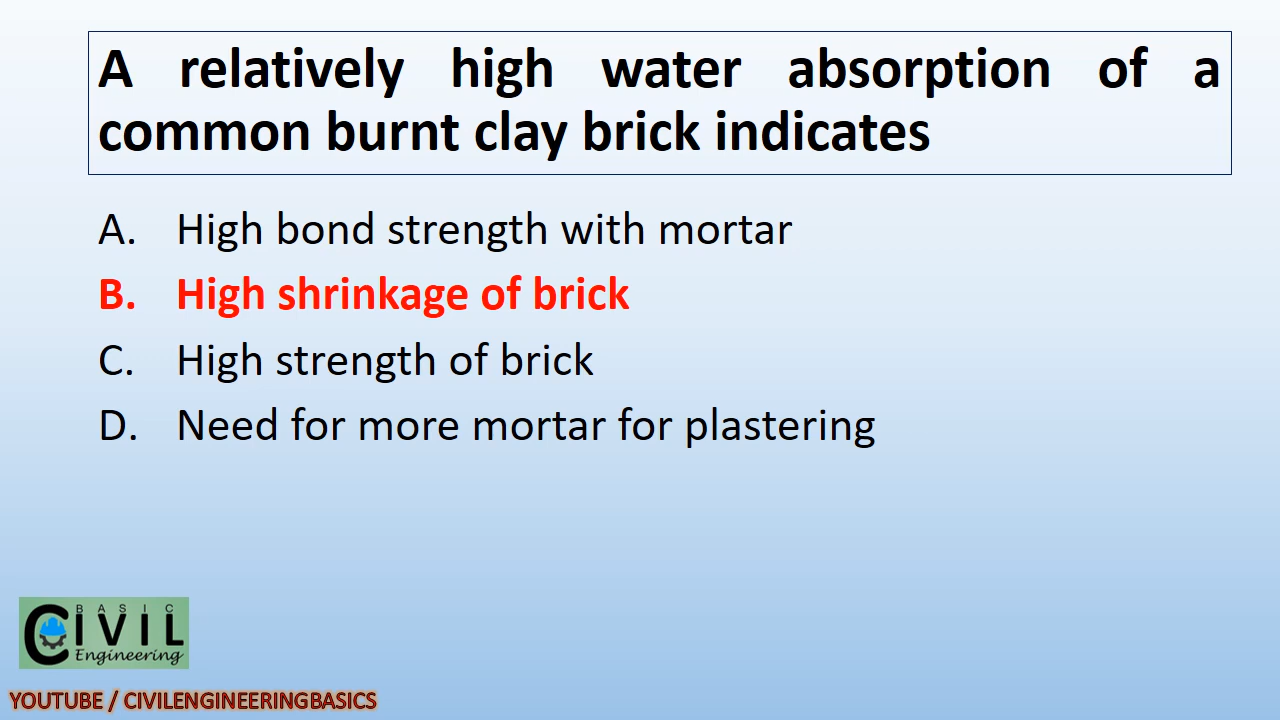 A relatively high water absorption of a
common burnt clay brick indicates
A. High bond strength with mortar
B. High shrinkage of brick
C. High strength of brick
D. Need for more mortar for plastering
BASIC
CIVIL
Engineering
YOUTUBE / CIVILENGINEERINGBASICS